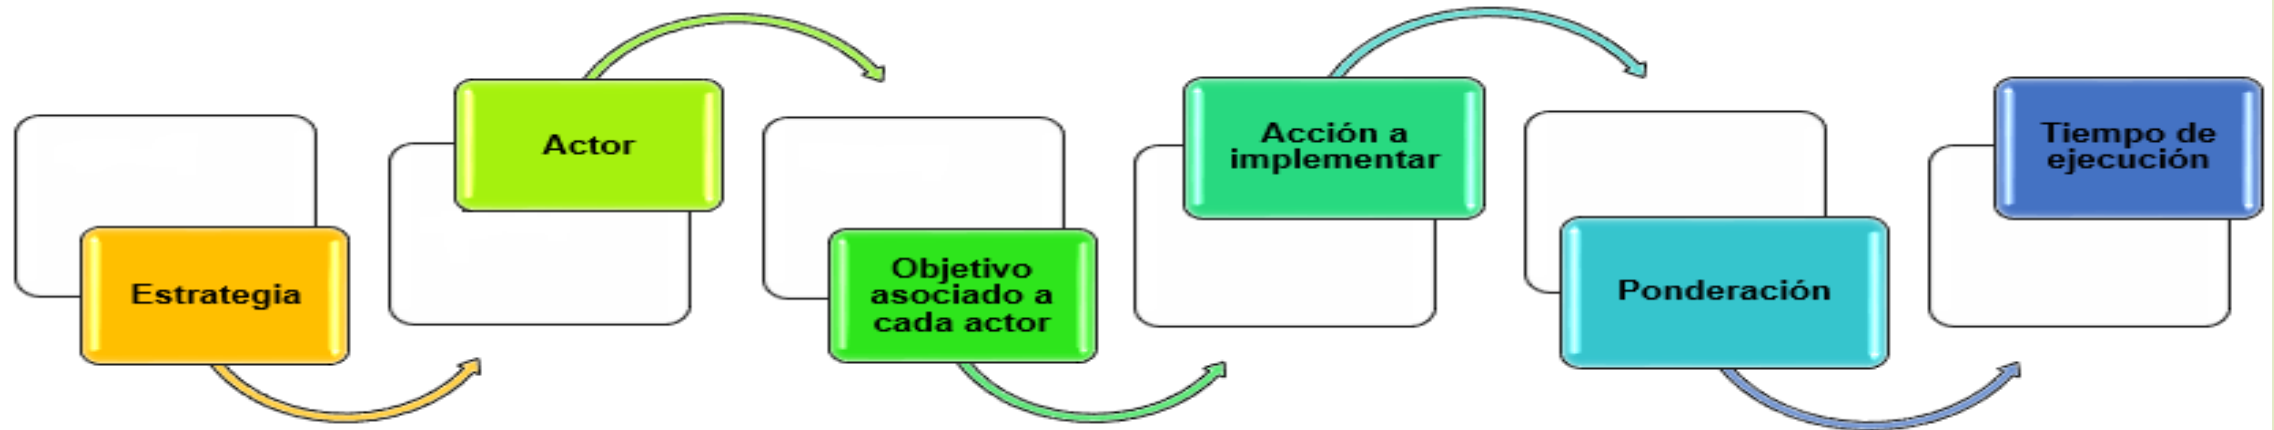 Estrategia
Actor
Objetivo
asociado a
cada actor
Acción a
implementar
Ponderación
Tiempo de
ejecución